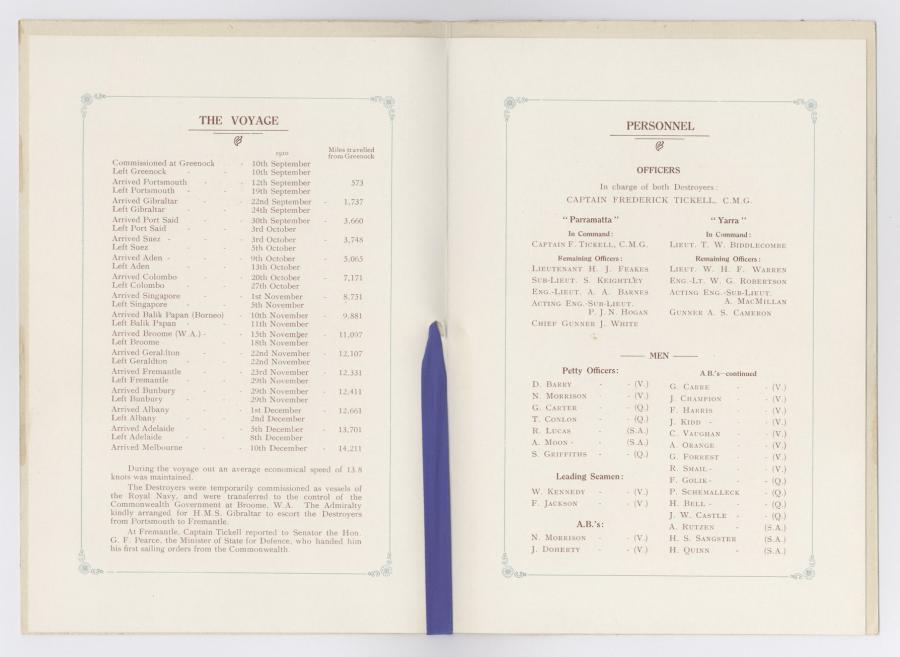 THE VOYAGE
1910
Miles travelled
from Greenock
Commissioned at Greenock - 10th September
Left Greenock - - 10th September
Arrived Portsmouth - - 12th September 573
Left Portsmouth - - 19th September
Arrived Gibraltar - - 22nd September - 1,737
Left Gibraltar - - 24th September
Arrived Port Said - - 30th September - 3,660
Left Port Said - - 3rd October
Arrived Suez - - - 3rd October - 3,748
Left Suez - - 5th October
Arrived Aden - - - 9th October - 5,065
Left Aden - - 13th October
Arrived Colombo - - 20th October - 7,171
Left Colombo - - 27th October
Arrived Singapore - - 1st November - 8,751
Left Singapore - - 5th November
Arrived Balik Papan (Borneo) - 10th November - 9,881
Left Balik Papan - - 11th November
Arrived Broome (W.A.) - - 15th November - 11,097
Left Broome - - 18th November
Arrived Geraldton - - 22nd November - 12,107
Left Geraldton - - 22nd November
Arrived Fremantle - - 23rd November - 12,331
Left Fremantle - - 29th November
Arrived Bunbury - - 29th November - 12,411
Left Bunbury - - 29th November
Arrived Albany - - 1st December - 12,661
Left Albany - - 2nd December
Arrived Adelaide - - 5th December - 13,701
Left Adelaide - - 8th December
Arrived Melbourne - - 10th December - 14,211
During the voyage out an average economical speed of 13.8
knots was maintained.
The Destroyers were temporarily commissioned as vessels of
the Royal Navy, and were transferred to the control of the
Commonwealth Government at Broome, W.A. The Admiralty
kindly arranged for H.M.S. Gibraltar to escort the Destroyers
from Portsmouth to Fremantle.
At Fremantle, Captain Tickell reported to Senator the Hon.
G. F. Pearce, the Minister of State for Defence, who handed him
his first sailing orders from the Commonwealth.
PERSONNEL
OFFICERS
In charge of both Destroyers:
CAPTAIN FREDERICK TICKELL, C.M.G.
"Parramatta"
In Command:
CAPTAIN F. TICKELL, C.M.G.
Remaining Officers:
LIEUTENANT H. J. FEAKES
SUB-LIEUT. S. KEIGHTLEY
ENG.-LIEUT. A. A. BARNES
ACTING ENG.-SUB-LIEUT.
P. J. N. HOGAN
CHIEF GUNNER J. WHITE
"Yarra"
In Command:
LIEUT. T. W. BIDDLECOMBE
Remaining Officers:
LIEUT. W. H. F. WARREN
ENG.-LT. W. G. ROBERTSON
ACTING ENG.-SUB-LIEUT.
A. MACMILLAN
GUNNER A. S. CAMERON
MEN
Petty Officers:
D. BARRY - - (V.)
N. MORRISON - - (V.)
G. CARTER - - (Q.)
T. CONLON - - (Q.)
R. LUCAS - (S.A.)
A. MOON - - (S.A.)
S. GRIFFITHS - - (Q.)
Leading Seamen:
W. KENNEDY - - (V.)
F. JACKSON - - (V.)
A.B.'s:
N. MORRISON - - (V.)
J. DOHERTY - - (V.)
A.B.'s—continued
G. CABRE - - (V.)
J. CHAMPION - - (V.)
F. HARRIS - - (V.)
J. KIDD - - - (V.)
C. VAUGHAN - - (V.)
A. ORANGE - - (V.)
G. FORREST - - (V.)
R. SMAIL - - - (V.)
F. GOLIK - - - (Q.)
P. SCHEMALLECK - (Q.)
H. BELL - - - (Q.)
J. W. CASTLE - - (Q.)
A. RUTZEN - (S.A.)
H. S. SANGSTER (S.A.)
H. QUINN - (S.A.)